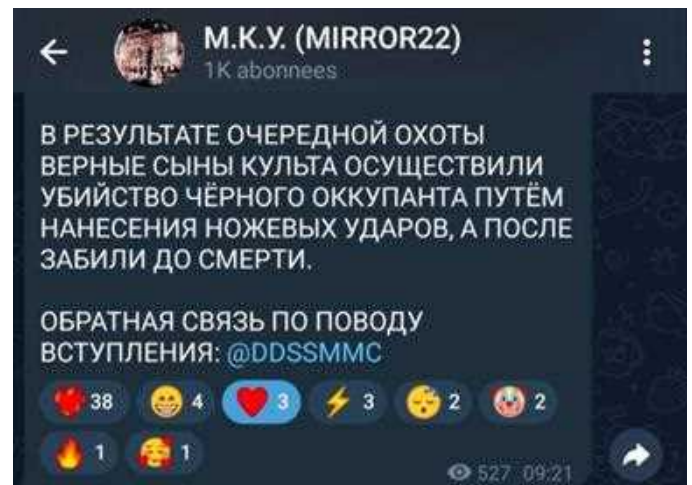 М.К.У. (MIRROR22)
1K abonnees
В РЕЗУЛЬТАТЕ ОЧЕРЕДНОЙ ОХОТЫ
ВЕРНЫЕ СЫНЫ КУЛЬТА ОСУЩЕСТВИЛИ
УБИЙСТВО ЧЁРНОГО ОККУПАНТА ПУТЁМ
НАНЕСЕНИЯ НОЖЕВЫХ УДАРОВ, А ПОСЛЕ
ЗАБИЛИ ДО СМЕРТИ.
ОБРАТНАЯ СВЯЗЬ ПО ПОВОДУ
ВСТУПЛЕНИЯ: @DDSSMMC
38 4 3 3 2 2
1 1
527 09:21